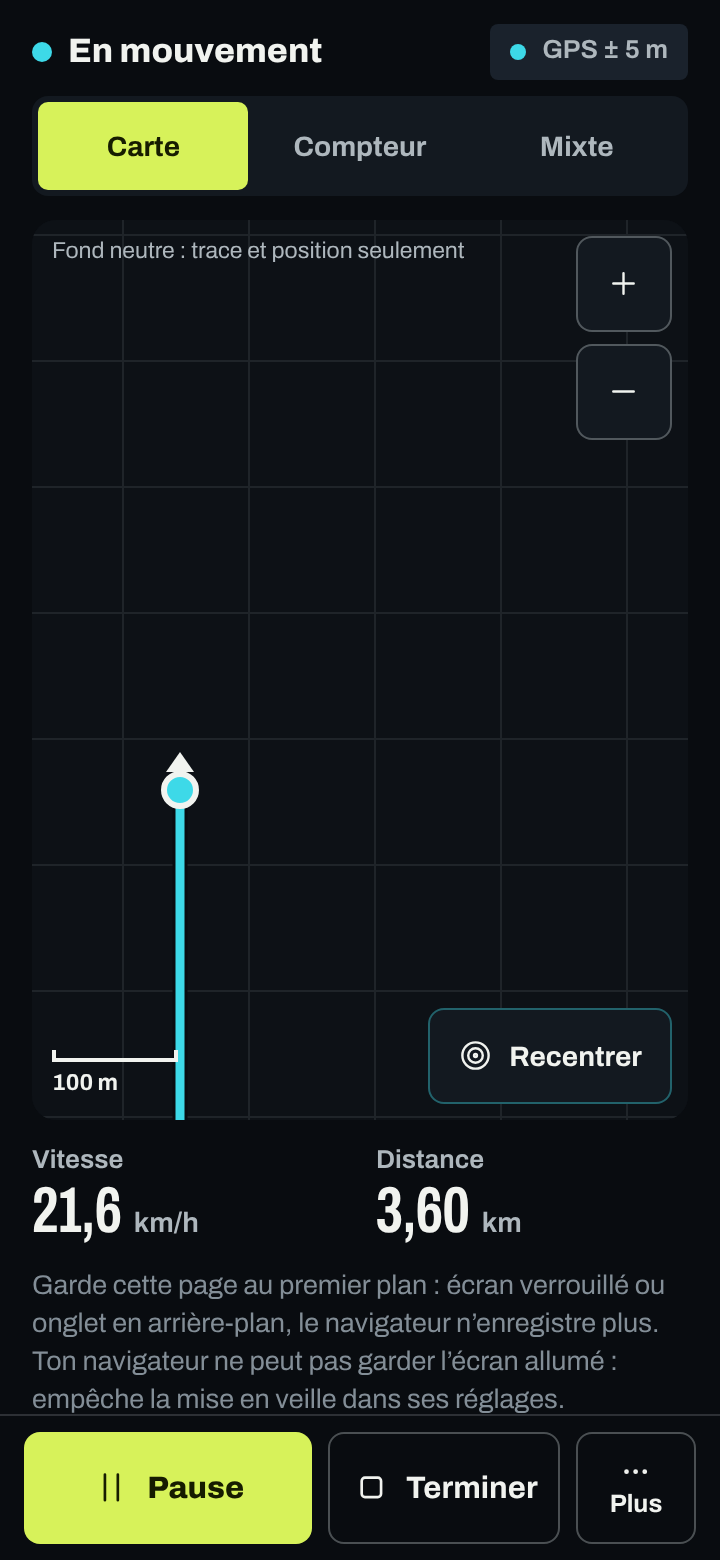 En mouvement
GPS ± 5 m
Carte
Compteur
Mixte
Fond neutre : trace et position seulement
+
−
100 m
Recentrer
Vitesse
Distance
21,6 km/h
3,60 km
Garde cette page au premier plan : écran verrouillé ou
onglet en arrière-plan, le navigateur n’enregistre plus.
Ton navigateur ne peut pas garder l’écran allumé :
empêche la mise en veille dans ses réglages.
Pause
Terminer
Plus